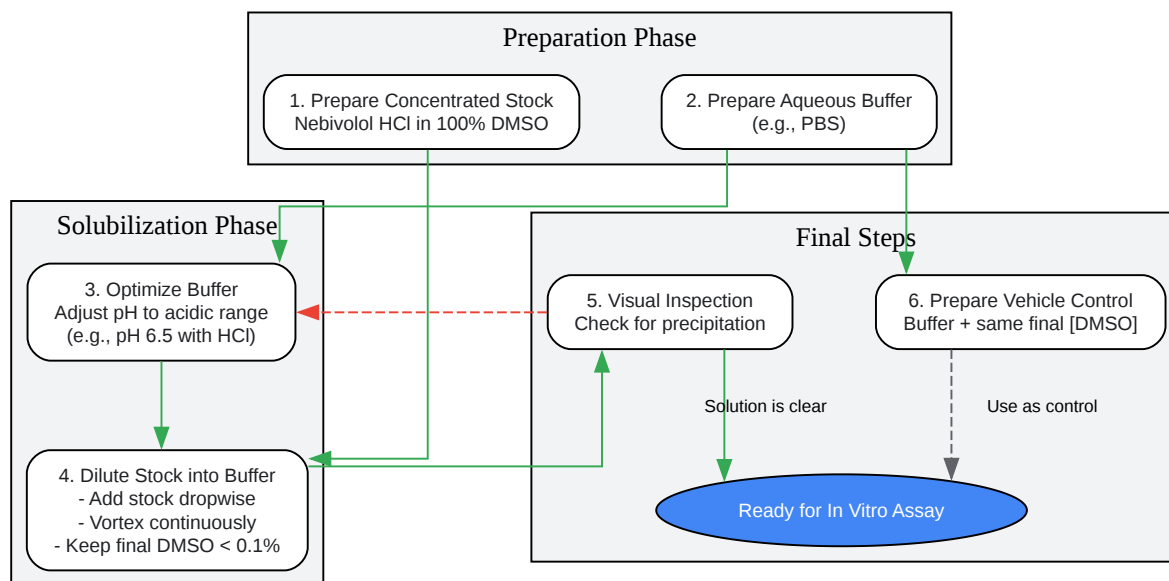 Preparation Phase
1. Prepare Concentrated Stock
Nebivolol HCl in 100% DMSO
2. Prepare Aqueous Buffer
(e.g., PBS)
Solubilization Phase
3. Optimize Buffer
Adjust pH to acidic range
(e.g., pH 6.5 with HCl)
4. Dilute Stock into Buffer
- Add stock dropwise
- Vortex continuously
- Keep final DMSO < 0.1%
Final Steps
5. Visual Inspection
Check for precipitation
6. Prepare Vehicle Control
Buffer + same final [DMSO]
Solution is clear
Use as control
Ready for In Vitro Assay